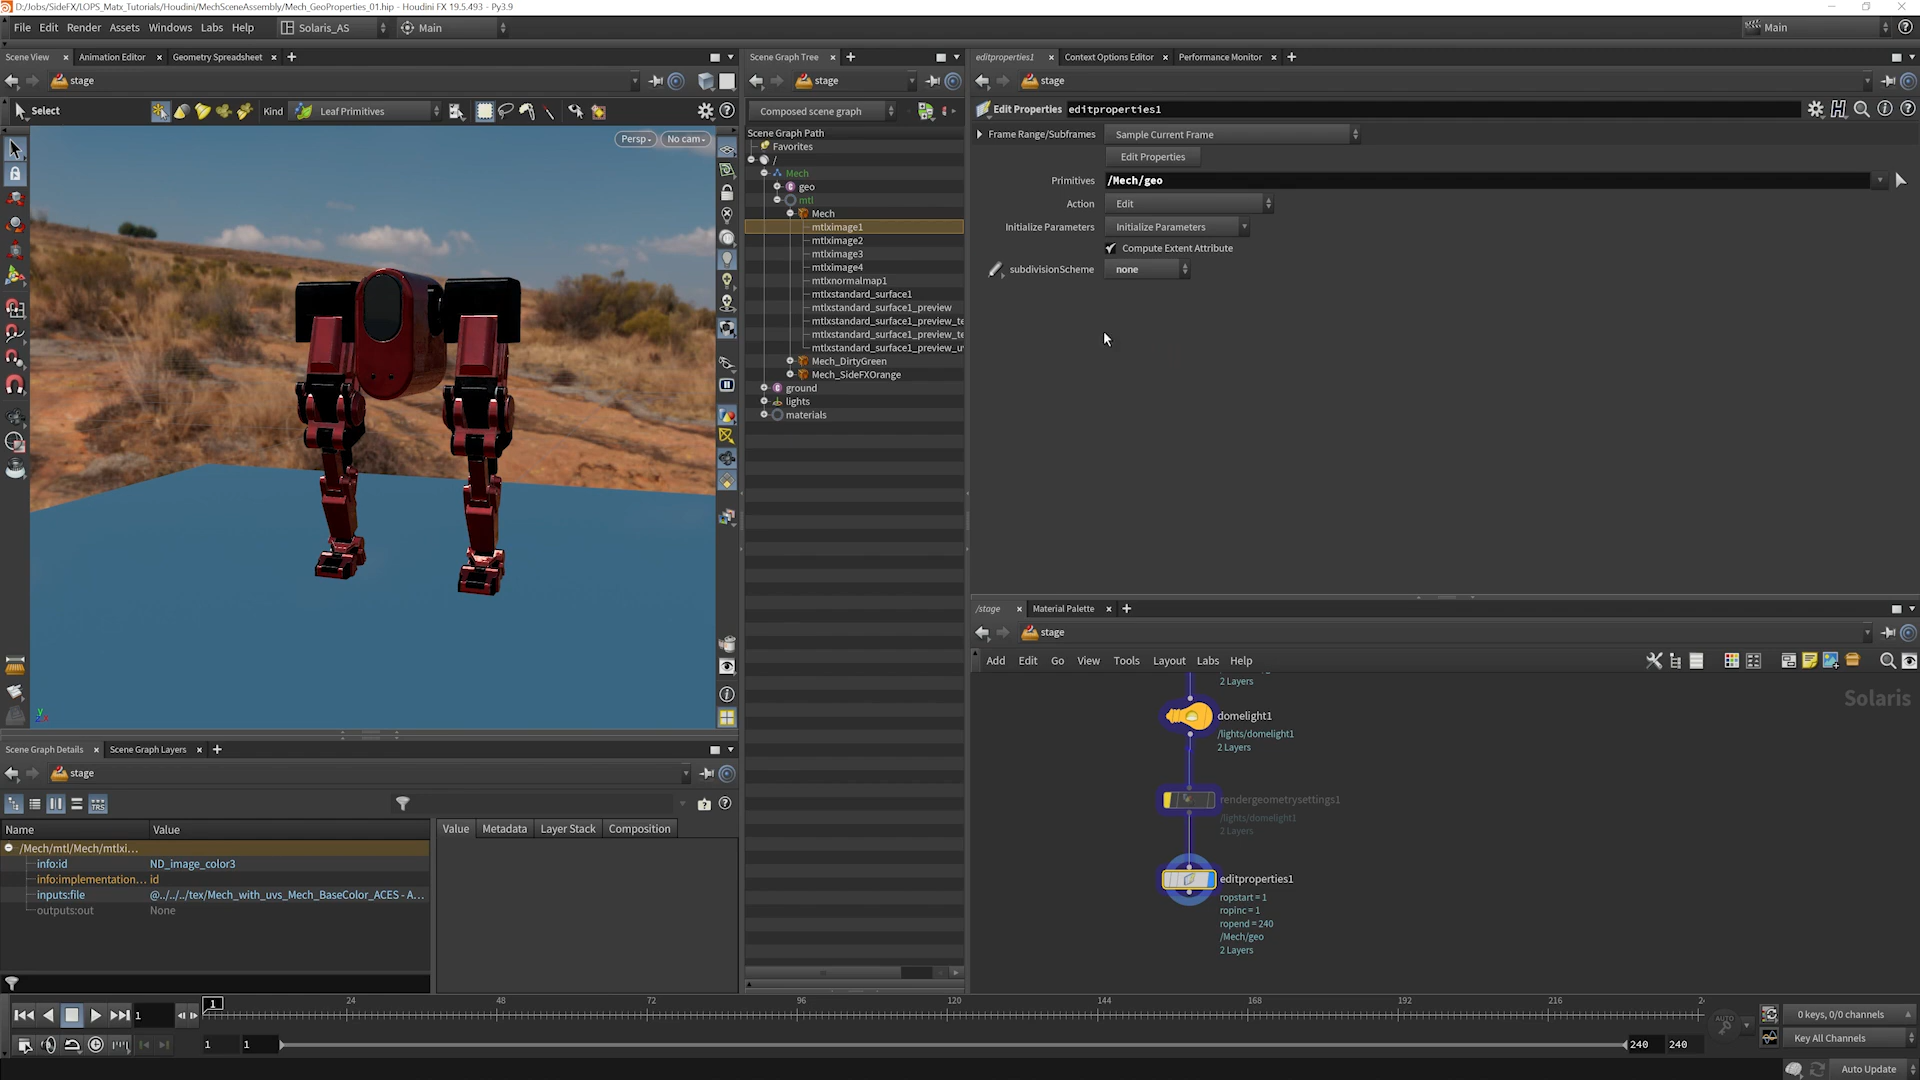 D:/Jobs/SideFX/LOPS_Matx_Tutorials/Houdini/MechSceneAssembly/Mech_GeoProperties_01.hip - Houdini FX 19.5.493 - Py3.9
File Edit Render Assets Windows Labs Help Solaris_AS Main Main
Scene View Animation Editor Geometry Spreadsheet
stage
Select Kind Leaf Primitives
Persp No cam
Scene Graph Tree
stage
Composed scene graph
Scene Graph Path
Favorites
/
Mech
geo
mtl
Mech
mtlximage1
mtlximage2
mtlximage3
mtlximage4
mtlxnormalmap1
mtlxstandard_surface1
mtlxstandard_surface1_preview
mtlxstandard_surface1_preview_te
mtlxstandard_surface1_preview_te
mtlxstandard_surface1_preview_u
Mech_DirtyGreen
Mech_SideFXOrange
ground
lights
materials
editproperties1 Context Options Editor Performance Monitor
stage
Edit Properties editproperties1
Frame Range/Subframes Sample Current Frame
Edit Properties
Primitives /Mech/geo
Action Edit
Initialize Parameters Initialize Parameters
Compute Extent Attribute
subdivisionScheme none
/stage Material Palette
stage
Add Edit Go View Tools Layout Labs Help
Solaris
2 Layers
domelight1
/lights/domelight1
2 Layers
rendergeometrysettings1
/lights/domelight1
2 Layers
editproperties1
ropstart = 1
ropinc = 1
ropend = 240
/Mech/geo
2 Layers
Scene Graph Details Scene Graph Layers
stage
TRS
Name Value
/Mech/mtl/Mech/mtlxi...
info:id ND_image_color3
info:implementation... id
inputs:file @../../../tex/Mech_with_uvs_Mech_BaseColor_ACES - A...
outputs:out None
Value Metadata Layer Stack Composition
1 1 24 48 72 96 120 144 168 192 216 2
0 keys, 0/0 channels
1 1 240 240
Key All Channels
AUTO
Auto Update